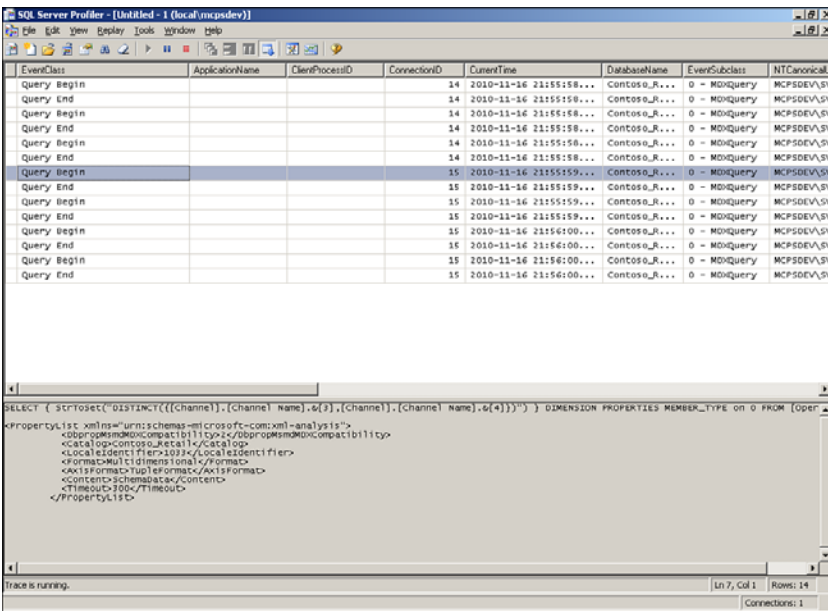 SQL Server Profiler - [Untitled - 1 (local\mcpsdev)]
File Edit View Replay Tools Window Help
EventClass ApplicationName ClientProcessID ConnectionID CurrentTime DatabaseName EventSubclass NTCanonicalL
Query Begin 14 2010-11-16 21:55:58... Contoso_R... 0 - MDXQuery MCPSDEV\S
Query End 14 2010-11-16 21:55:58... Contoso_R... 0 - MDXQuery MCPSDEV\S
Query Begin 14 2010-11-16 21:55:58... Contoso_R... 0 - MDXQuery MCPSDEV\S
Query End 14 2010-11-16 21:55:58... Contoso_R... 0 - MDXQuery MCPSDEV\S
Query Begin 14 2010-11-16 21:55:58... Contoso_R... 0 - MDXQuery MCPSDEV\S
Query End 14 2010-11-16 21:55:58... Contoso_R... 0 - MDXQuery MCPSDEV\S
Query Begin 15 2010-11-16 21:55:59... Contoso_R... 0 - MDXQuery MCPSDEV\S
Query End 15 2010-11-16 21:55:59... Contoso_R... 0 - MDXQuery MCPSDEV\S
Query Begin 15 2010-11-16 21:55:59... Contoso_R... 0 - MDXQuery MCPSDEV\S
Query End 15 2010-11-16 21:55:59... Contoso_R... 0 - MDXQuery MCPSDEV\S
Query Begin 15 2010-11-16 21:56:00... Contoso_R... 0 - MDXQuery MCPSDEV\S
Query End 15 2010-11-16 21:56:00... Contoso_R... 0 - MDXQuery MCPSDEV\S
Query Begin 15 2010-11-16 21:56:00... Contoso_R... 0 - MDXQuery MCPSDEV\S
Query End 15 2010-11-16 21:56:00... Contoso_R... 0 - MDXQuery MCPSDEV\S
SELECT { StrToSet("DISTINCT({[Channel].[Channel Name].&[3],[Channel].[Channel Name].&[4]})") } DIMENSION PROPERTIES MEMBER_TYPE on 0 FROM [Oper
<PropertyList xmlns="urn:schemas-microsoft-com:xml-analysis">
<DbpropMsmdMDXCompatibility>2</DbpropMsmdMDXCompatibility>
<Catalog>Contoso_Retail</Catalog>
<LocaleIdentifier>1033</LocaleIdentifier>
<Format>Multidimensional</Format>
<AxisFormat>TupleFormat</AxisFormat>
<Content>SchemaData</Content>
<Timeout>300</Timeout>
</PropertyList>
Trace is running. Ln 7, Col 1 Rows: 14
Connections: 1